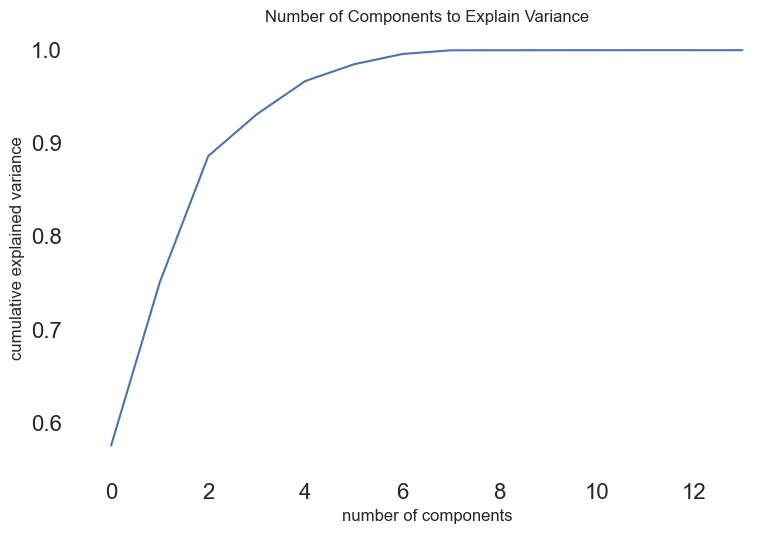 Number of Components to Explain Variance
1.0
0.9
0.8
0.7
0.6
cumulative explained variance
0 2 4 6 8 10 12
number of components